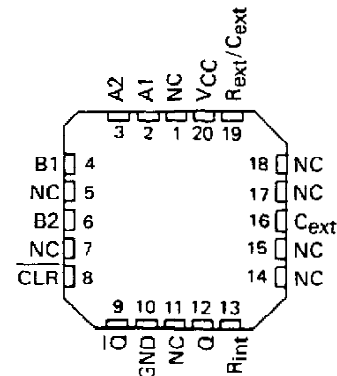 A2 A1 NC VCC Rext/Cext
3 2 1 20 19
B1 4
NC 5
B2 6
NC 7
CLR 8
18 NC
17 NC
16 Cext
15 NC
14 NC
9 10 11 12 13
Q GND NC Q Rint